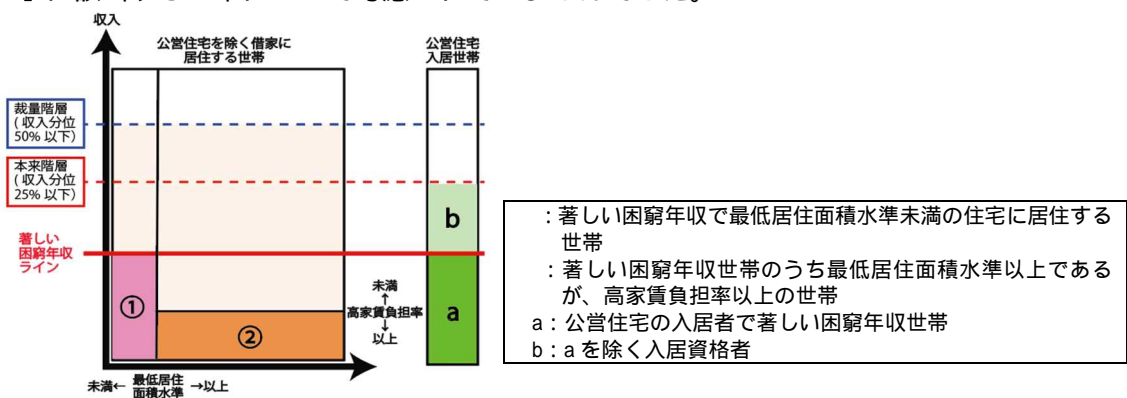 収入
公営住宅を除く借家に
居住する世帯
公営住宅
入居世帯
裁量階層
(収入分位
50% 以下)
本来階層
(収入分位
25% 以下)
著しい
困窮年収
ライン
b
①
②
未満
↑
高家賃負担率
↓
以上
a
未満← 最低居住面積水準 →以上
:著しい困窮年収で最低居住面積水準未満の住宅に居住する
世帯
:著しい困窮年収世帯のうち最低居住面積水準以上である
が、高家賃負担率以上の世帯
a:公営住宅の入居者で著しい困窮年収世帯
b:aを除く入居資格者